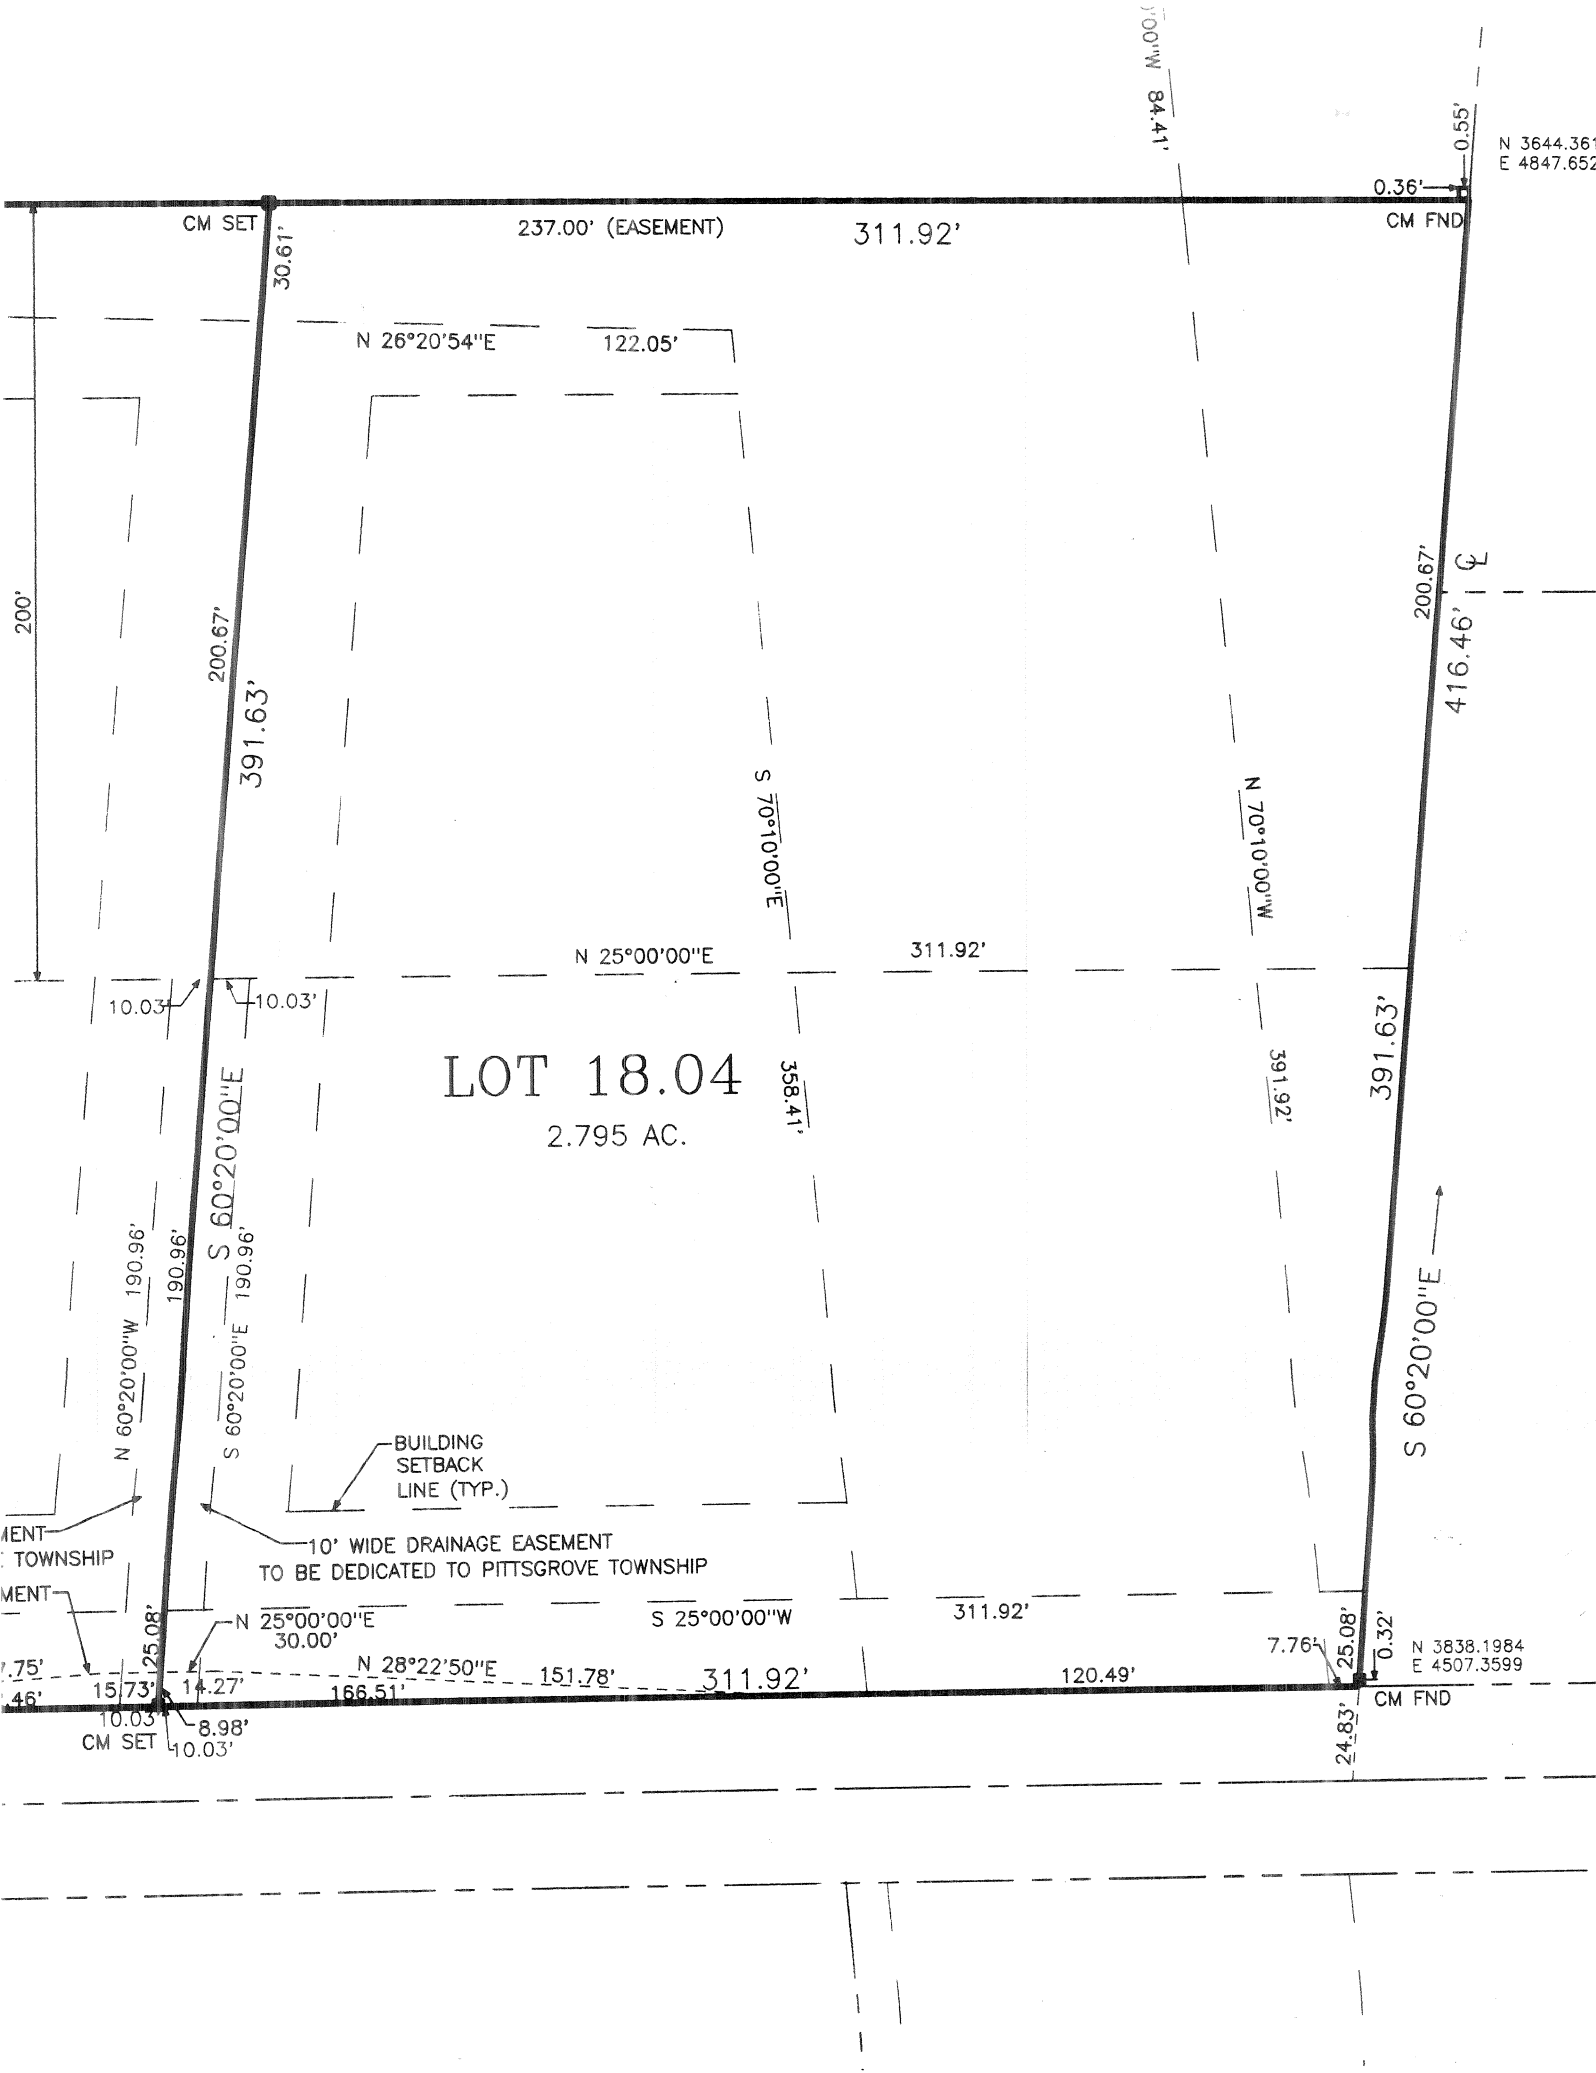 )'00"W 84.41'
0.55'
N 3644.361
E 4847.652
0.36'
CM SET
CM FND
237.00' (EASEMENT)
311.92'
30.61'
N 26°20'54"E 122.05'
200'
200.67'
391.63'
200.67'
416.46'
℄
S 70°10'00"E
358.41'
N 70°10'00"W
391.92'
N 25°00'00"E 311.92'
10.03'
10.03'
391.63'
LOT 18.04
2.795 AC.
S 60°20'00"E
N 60°20'00"W 190.96'
190.96'
S 60°20'00"E 190.96'
S 60°20'00"E
BUILDING
SETBACK
LINE (TYP.)
MENT
TOWNSHIP
MENT
10' WIDE DRAINAGE EASEMENT
TO BE DEDICATED TO PITTSGROVE TOWNSHIP
25.08'
N 25°00'00"E
30.00'
S 25°00'00"W 311.92'
7.76'
25.08'
0.32'
N 3838.1984
E 4507.3599
7.75'
.46'
15.73'
14.27'
N 28°22'50"E 151.78'
166.51'
311.92'
120.49'
CM FND
10.03'
CM SET
8.98'
10.03'
24.83'